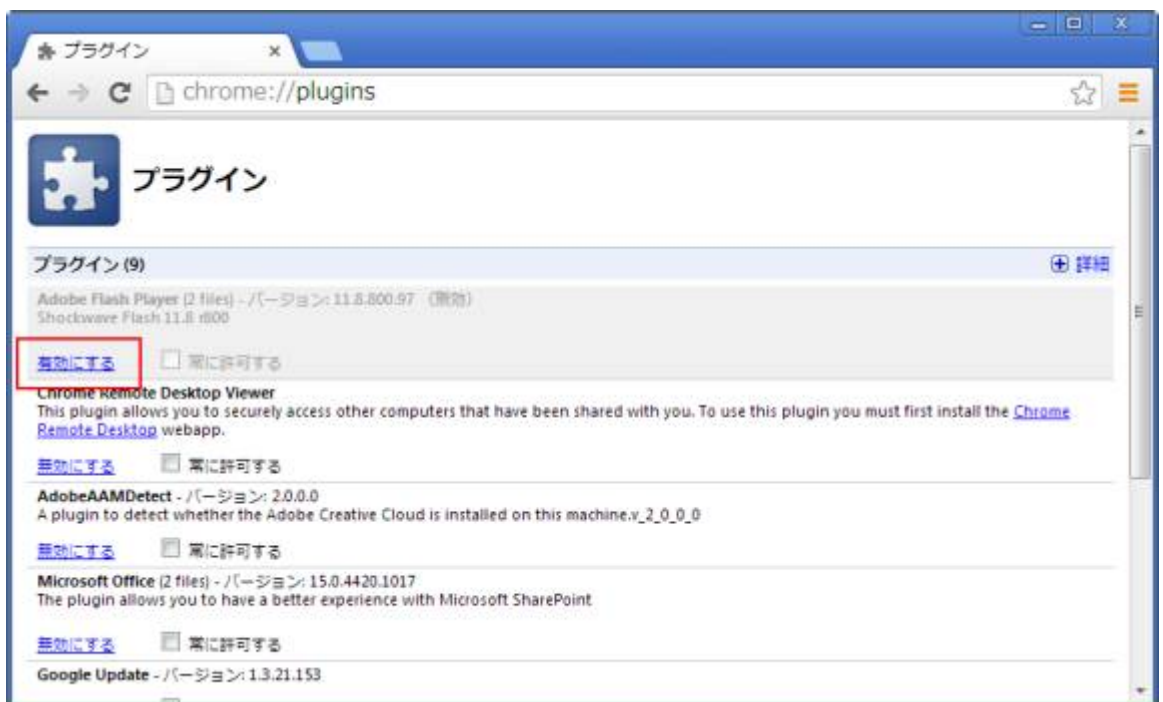 プラグイン
chrome://plugins
プラグイン
プラグイン (9)
詳細
Adobe Flash Player (2 files) - バージョン: 11.8.800.97 （無効）
Shockwave Flash 11.8 r800
有効にする 常に許可する
Chrome Remote Desktop Viewer
This plugin allows you to securely access other computers that have been shared with you. To use this plugin you must first install the Chrome
Remote Desktop webapp.
無効にする 常に許可する
AdobeAAMDetect - バージョン: 2.0.0.0
A plugin to detect whether the Adobe Creative Cloud is installed on this machine.v_2_0_0_0
無効にする 常に許可する
Microsoft Office (2 files) - バージョン: 15.0.4420.1017
The plugin allows you to have a better experience with Microsoft SharePoint
無効にする 常に許可する
Google Update - バージョン: 1.3.21.153